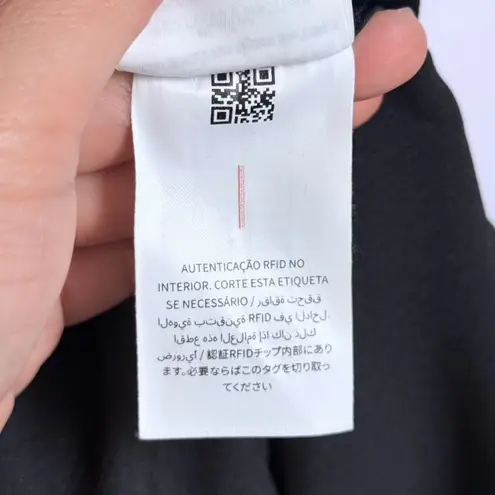 AUTENTICAÇÃO RFID NO
INTERIOR. CORTE ESTA ETIQUETA
SE NECESSÁRIO / رقاقة تحقق
الهوية بتقنية RFID في الداخل.
اقطع هذه العلامة إذا كان ذلك
ضروريًا / 認証RFIDチップ内部にあり
ます。必要ならばこのタグを切り取っ
てください